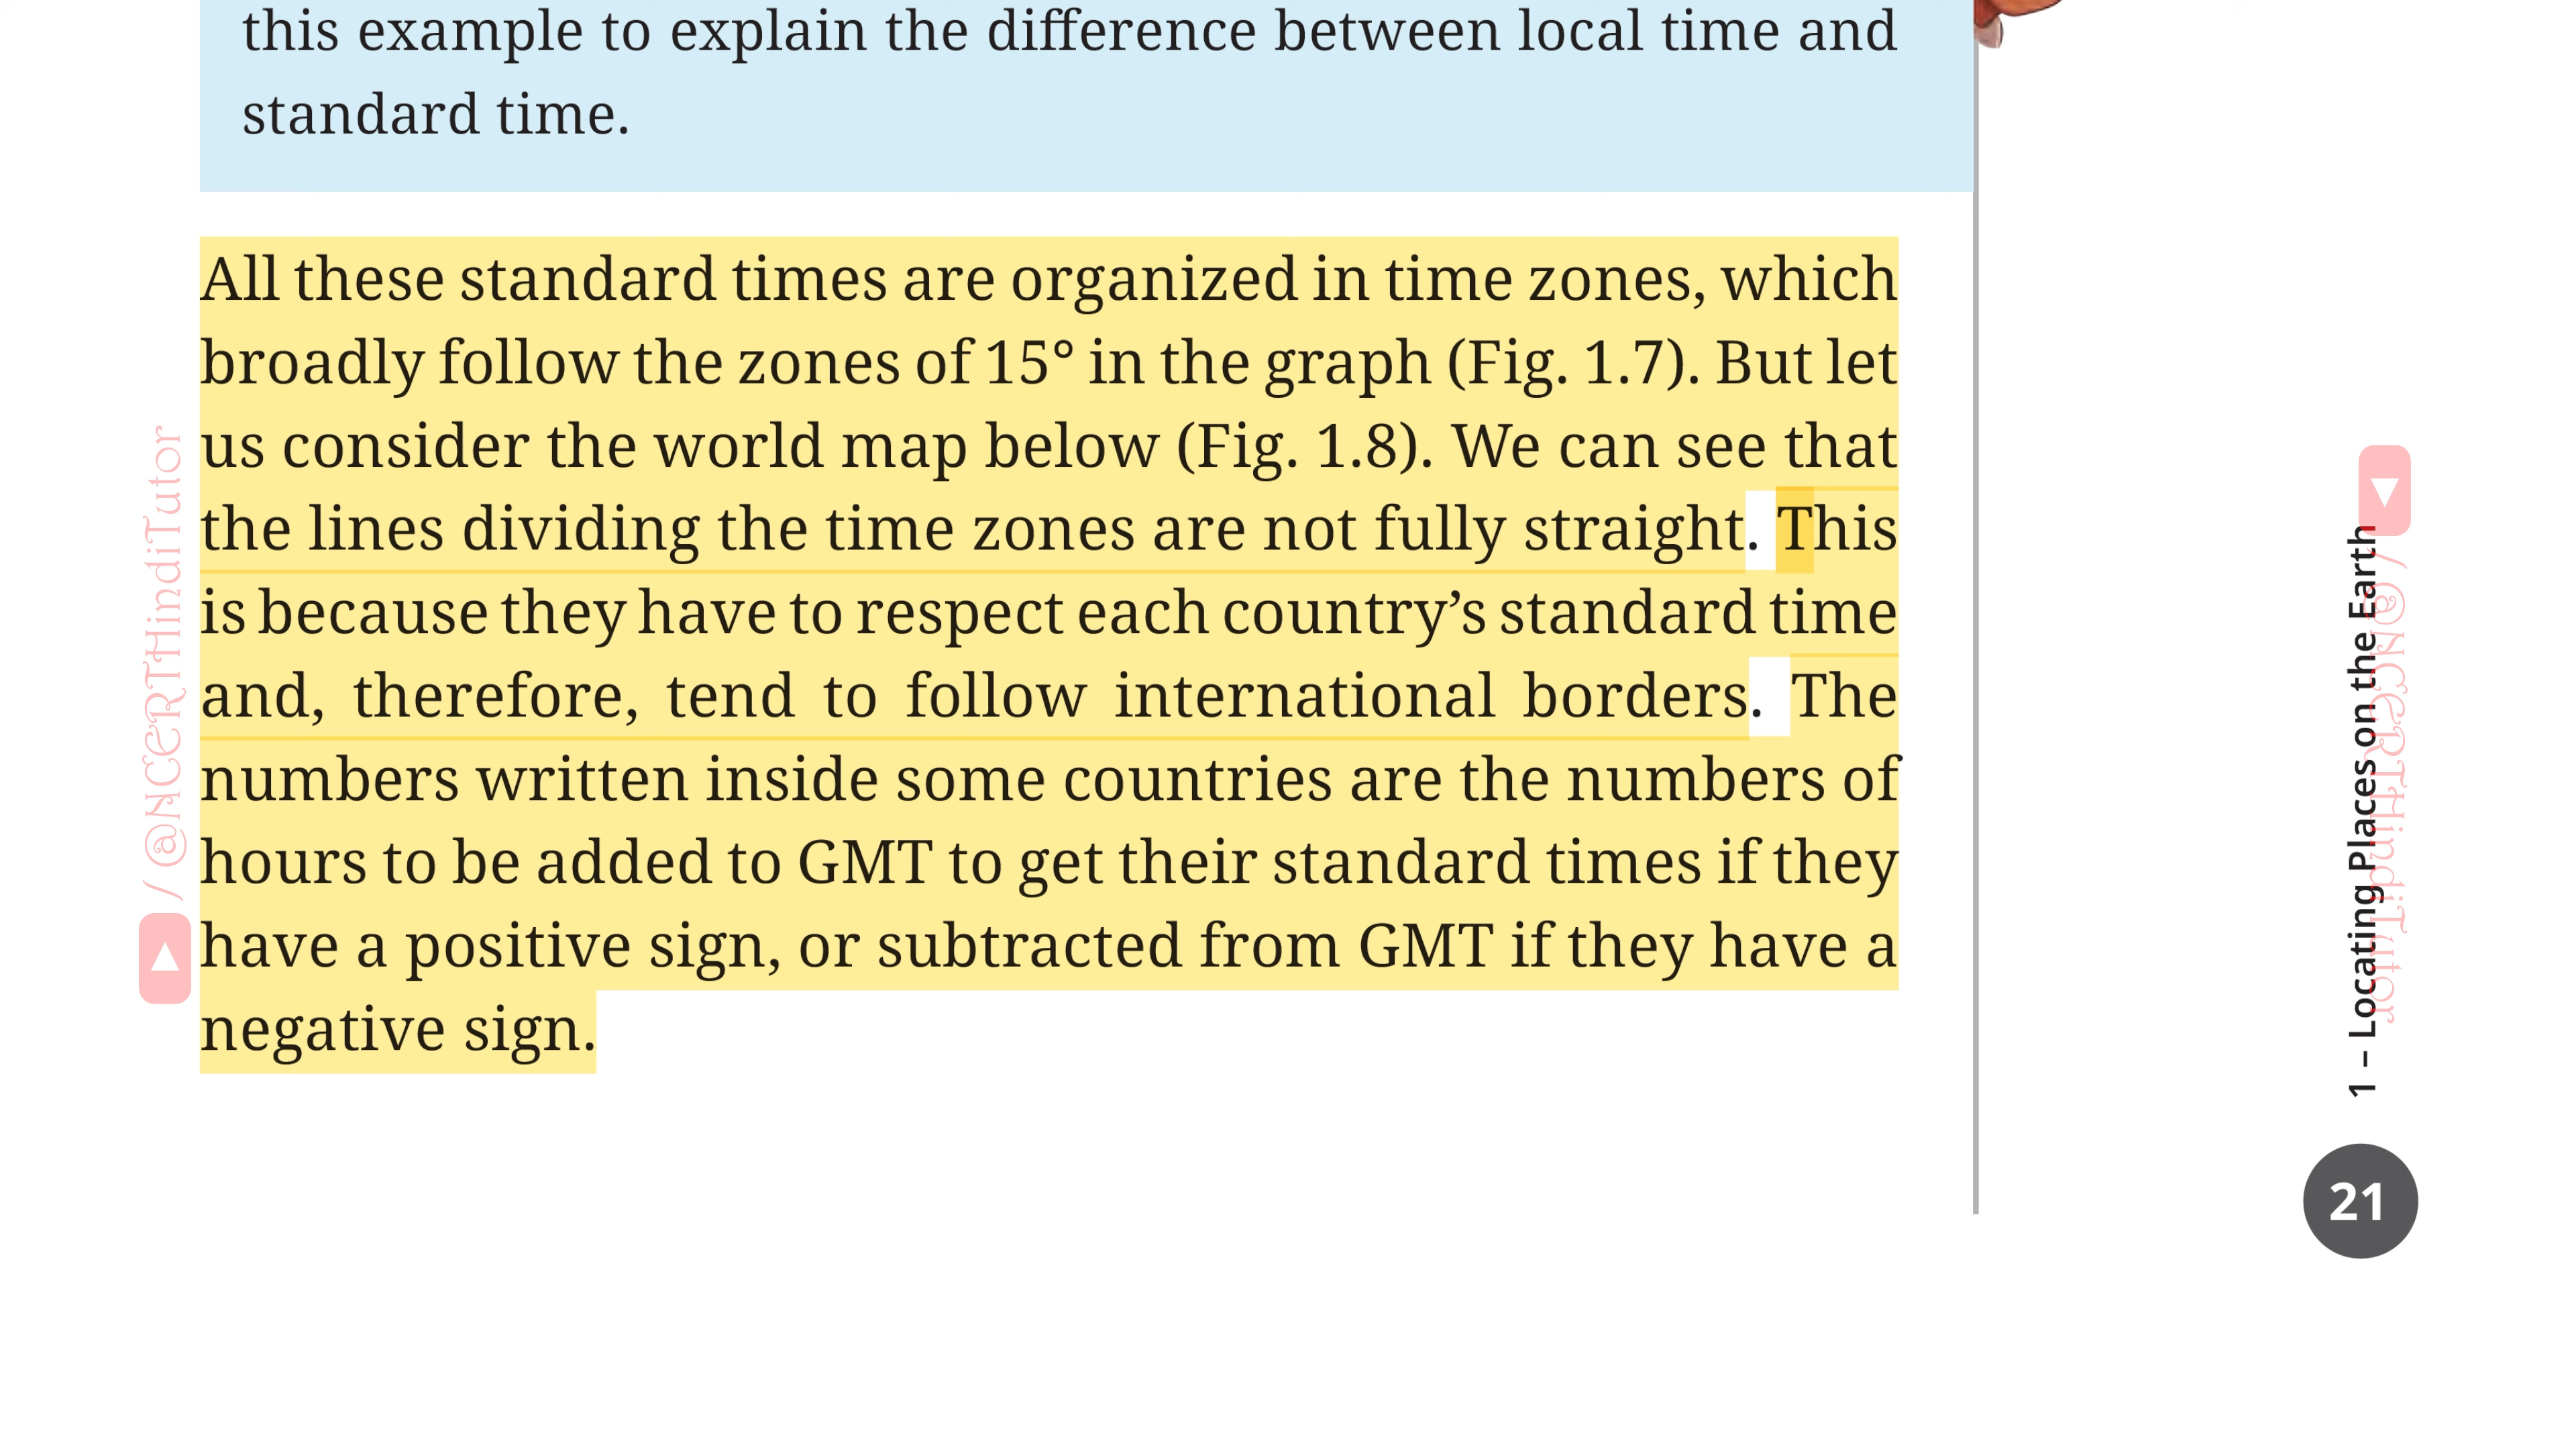 this example to explain the difference between local time and
standard time.
All these standard times are organized in time zones, which
broadly follow the zones of 15° in the graph (Fig. 1.7). But let
us consider the world map below (Fig. 1.8). We can see that
the lines dividing the time zones are not fully straight. This
is because they have to respect each country’s standard time
and, therefore, tend to follow international borders. The
numbers written inside some countries are the numbers of
hours to be added to GMT to get their standard times if they
have a positive sign, or subtracted from GMT if they have a
negative sign.
/ @NCERTHindiTutor
/ @NCERTHindiTutor
1 – Locating Places on the Earth
21